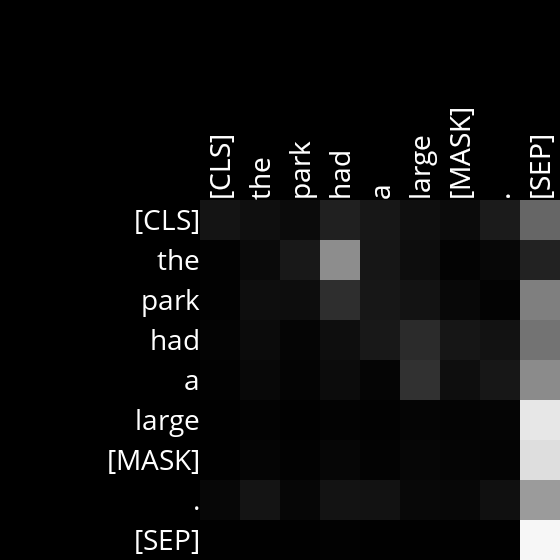 [CLS] the park had a large [MASK] . [SEP]
[CLS]
the
park
had
a
large
[MASK]
.
[SEP]